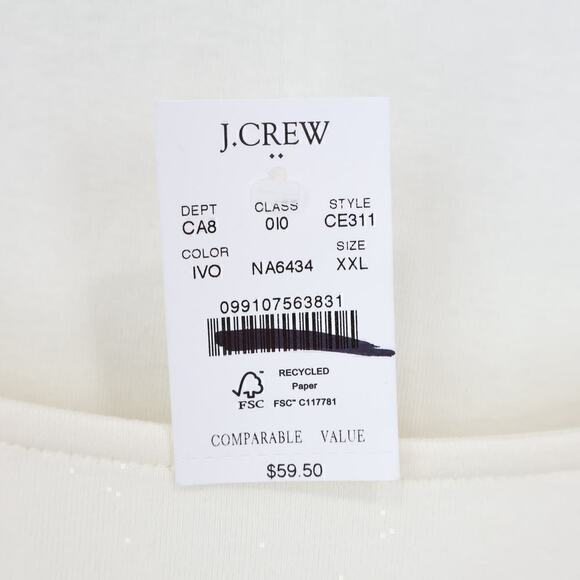 J.CREW
DEPT CLASS STYLE
CA8 010 CE311
COLOR SIZE
IVO NA6434 XXL
099107563831
RECYCLED
Paper
FSC FSC™ C117781
COMPARABLE VALUE
$59.50